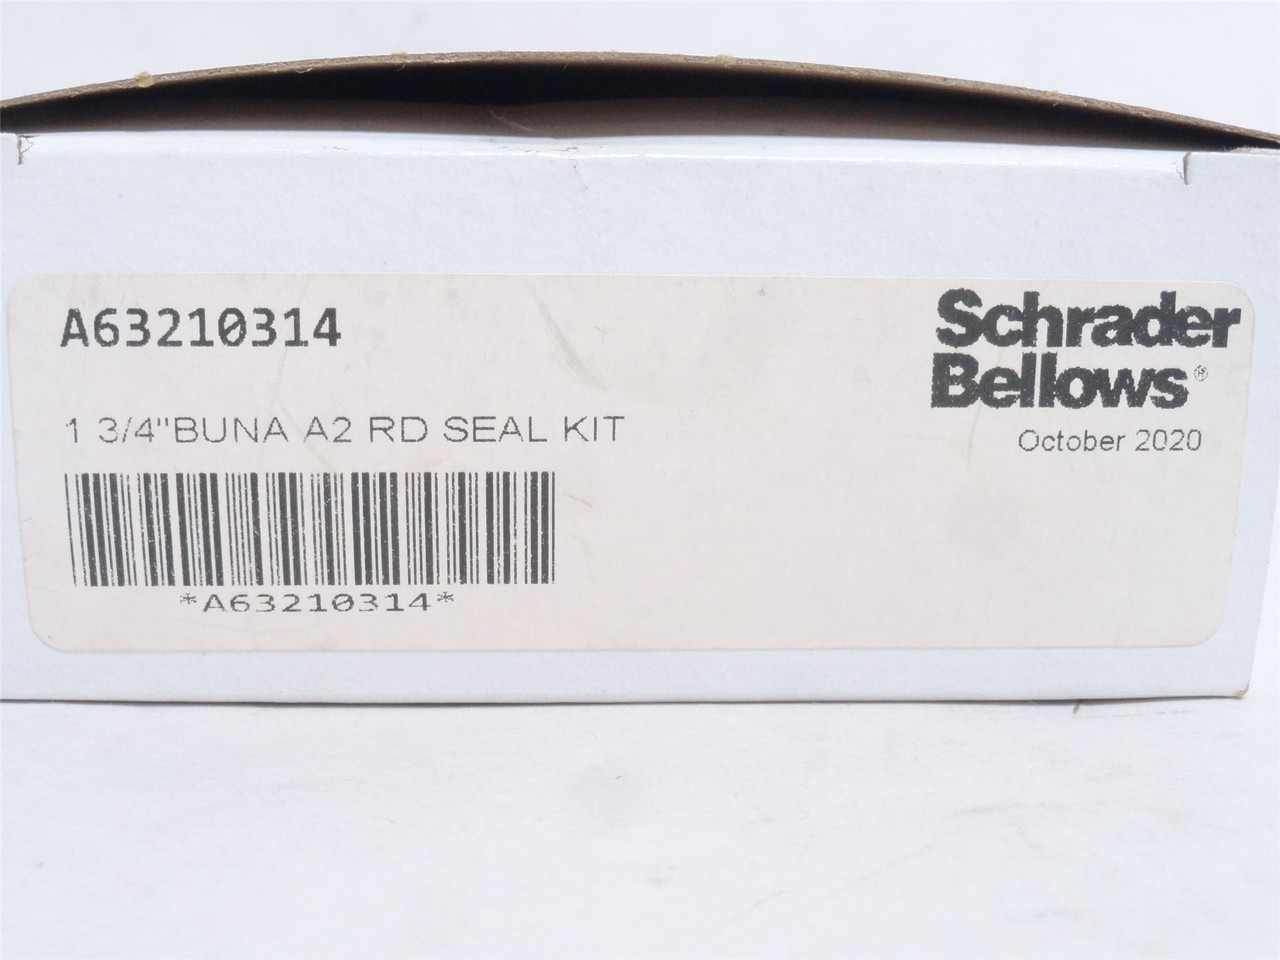 A63210314
1 3/4"BUNA A2 RD SEAL KIT
*A63210314*
Schrader
Bellows®
October 2020